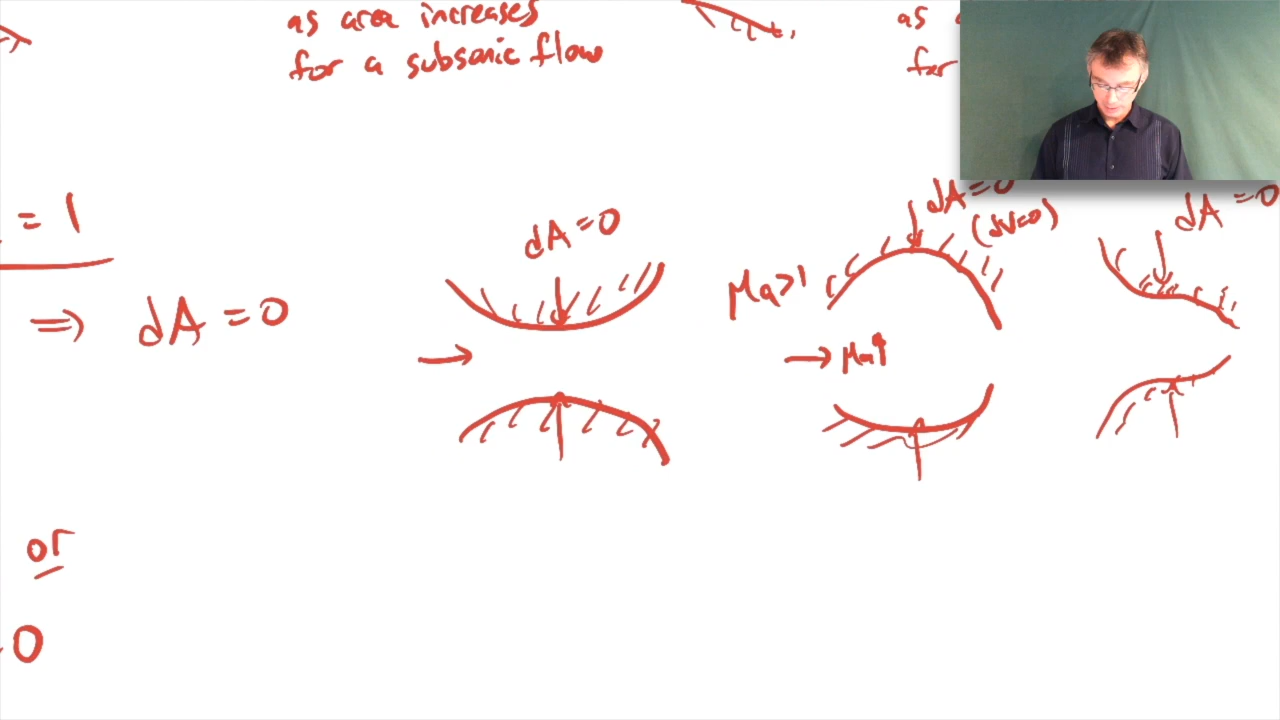 as area increases
for a subsonic flow
as
for
= 1
⇒ dA = 0
dA = 0
Ma>1
dA = 0
(dV=0)
→ Ma↑
dA = 0
or
0